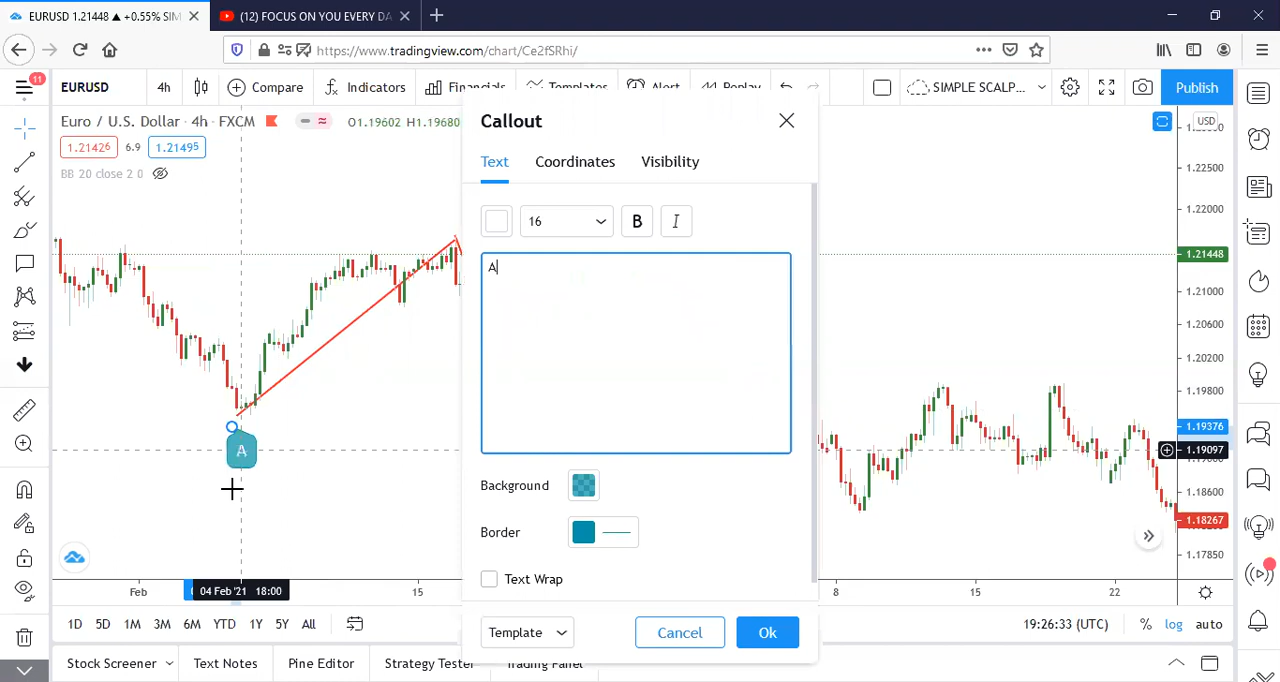 EURUSD 1.21448 ▲ +0.55% SIM
(12) FOCUS ON YOU EVERY DA
https://www.tradingview.com/chart/Ce2fSRhi/
11
EURUSD
4h
Compare
Indicators
Financials
Templates
Alert
Replay
SIMPLE SCALP...
Publish
Euro / U.S. Dollar · 4h · FXCM
O1.19602 H1.19680
1.21426
6.9
1.21495
BB 20 close 2 0
Callout
Text
Coordinates
Visibility
16
B
I
A
A
Background
Border
Text Wrap
Template
Cancel
Ok
USD
1.22500
1.22000
1.21448
1.21000
1.20600
1.20200
1.19800
1.19376
1.19097
1.18600
1.18267
1.17850
Feb
04 Feb '21 18:00
15
8
15
22
1D
5D
1M
3M
6M
YTD
1Y
5Y
All
19:26:33 (UTC)
%
log
auto
Stock Screener
Text Notes
Pine Editor
Strategy Tester
Trading Panel